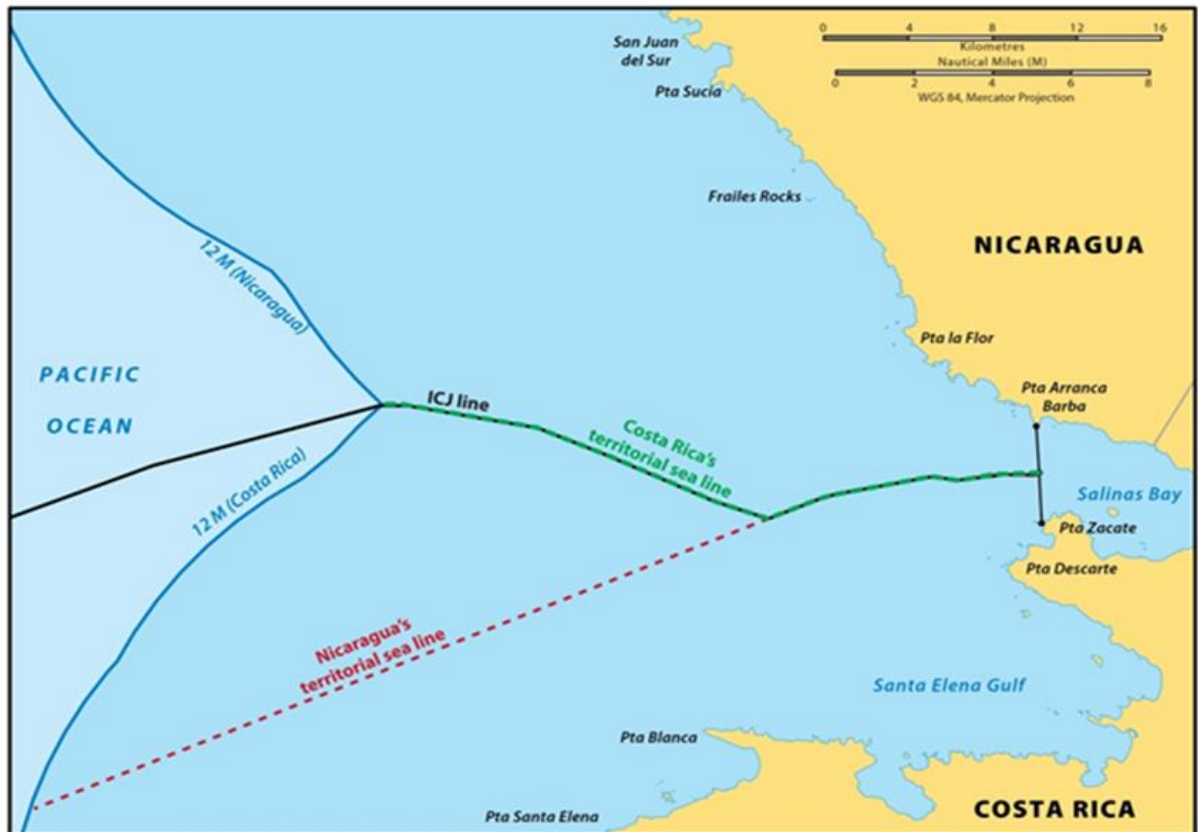 San Juan
del Sur
Pta Sucia
0 4 8 12 16
Kilometres
Nautical Miles (M)
0 2 4 6 8
WGS 84, Mercator Projection
Frailes Rocks
NICARAGUA
12 M (Nicaragua)
Pta la Flor
PACIFIC
OCEAN
Pta Arranca
Barba
ICJ line
Costa Rica's
territorial sea line
12 M (Costa Rica)
Salinas Bay
Pta Zacate
Pta Descarte
Nicaragua's
territorial sea line
Santa Elena Gulf
Pta Blanca
Pta Santa Elena
COSTA RICA